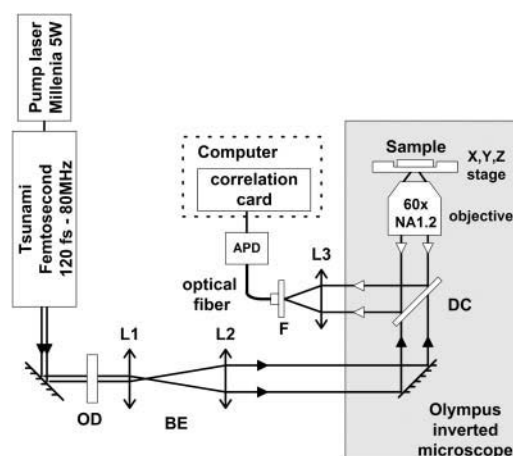 Pump laser
Millenia 5W
Tsunami
Femtosecond
120 fs - 80MHz
Computer
correlation
card
APD
optical
fiber
L3
F
Sample
X,Y,Z
stage
60x
NA1.2
objective
DC
L1
L2
OD
BE
Olympus
inverted
microscope